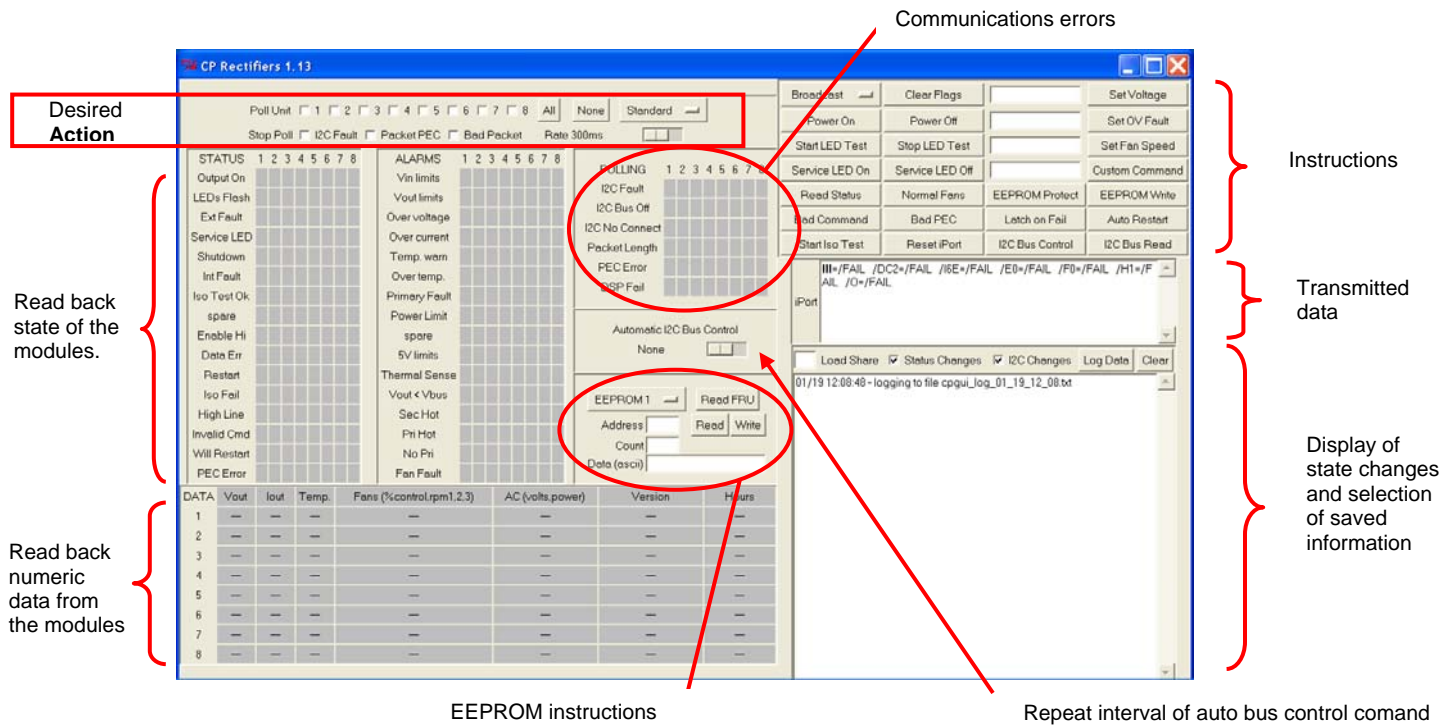 Communications errors
CP Rectifiers 1.13
Desired
Action
Poll Unit 1 2 3 4 5 6 7 8 All None Standard
Stop Poll I2C Fault Packet PEC Bad Packet Rate 300ms
Broadcast Clear Flags Set Voltage
Power On Power Off Set OV Fault
Start LED Test Stop LED Test Set Fan Speed
Service LED On Service LED Off Custom Command
Read Status Normal Fans EEPROM Protect EEPROM Write
Bad Command Bad PEC Latch on Fail Auto Restart
Start Iso Test Reset iPort I2C Bus Control I2C Bus Read
Instructions
STATUS 1 2 3 4 5 6 7 8
Output On
LEDs Flash
Ext Fault
Service LED
Shutdown
Int Fault
Iso Test Ok
spare
Enable Hi
Data Err
Restart
Iso Fail
High Line
Invalid Cmd
Will Restart
PEC Error
Read back
state of the
modules.
ALARMS 1 2 3 4 5 6 7 8
Vin limits
Vout limits
Over voltage
Over current
Temp. warn
Over temp.
Primary Fault
Power Limit
spare
5V limits
Thermal Sense
Vout < Vbus
Sec Hot
Pri Hot
No Pri
Fan Fault
POLLING 1 2 3 4 5 6 7 8
I2C Fault
I2C Bus Off
I2C No Connect
Packet Length
PEC Error
DSP Fail
Automatic I2C Bus Control
None
EEPROM 1 Read FRU
Address Read Write
Count
Data (ascii)
iPort
III=/FAIL /DC2=/FAIL /I6E=/FAIL /E0=/FAIL /F0=/FAIL /H1=/F
AIL /O=/FAIL
Transmitted
data
Load Share Status Changes I2C Changes Log Data Clear
01/19 12:08:48 - logging to file cpgui_log_01_19_12_08.txt
Display of
state changes
and selection
of saved
information
DATA Vout Iout Temp. Fans (%control,rpm1,2,3) AC (volts,power) Version Hours
1 — — — — — — —
2 — — — — — — —
3 — — — — — — —
4 — — — — — — —
5 — — — — — — —
6 — — — — — — —
7 — — — — — — —
8 — — — — — — —
Read back
numeric
data from
the modules
EEPROM instructions
Repeat interval of auto bus control comand